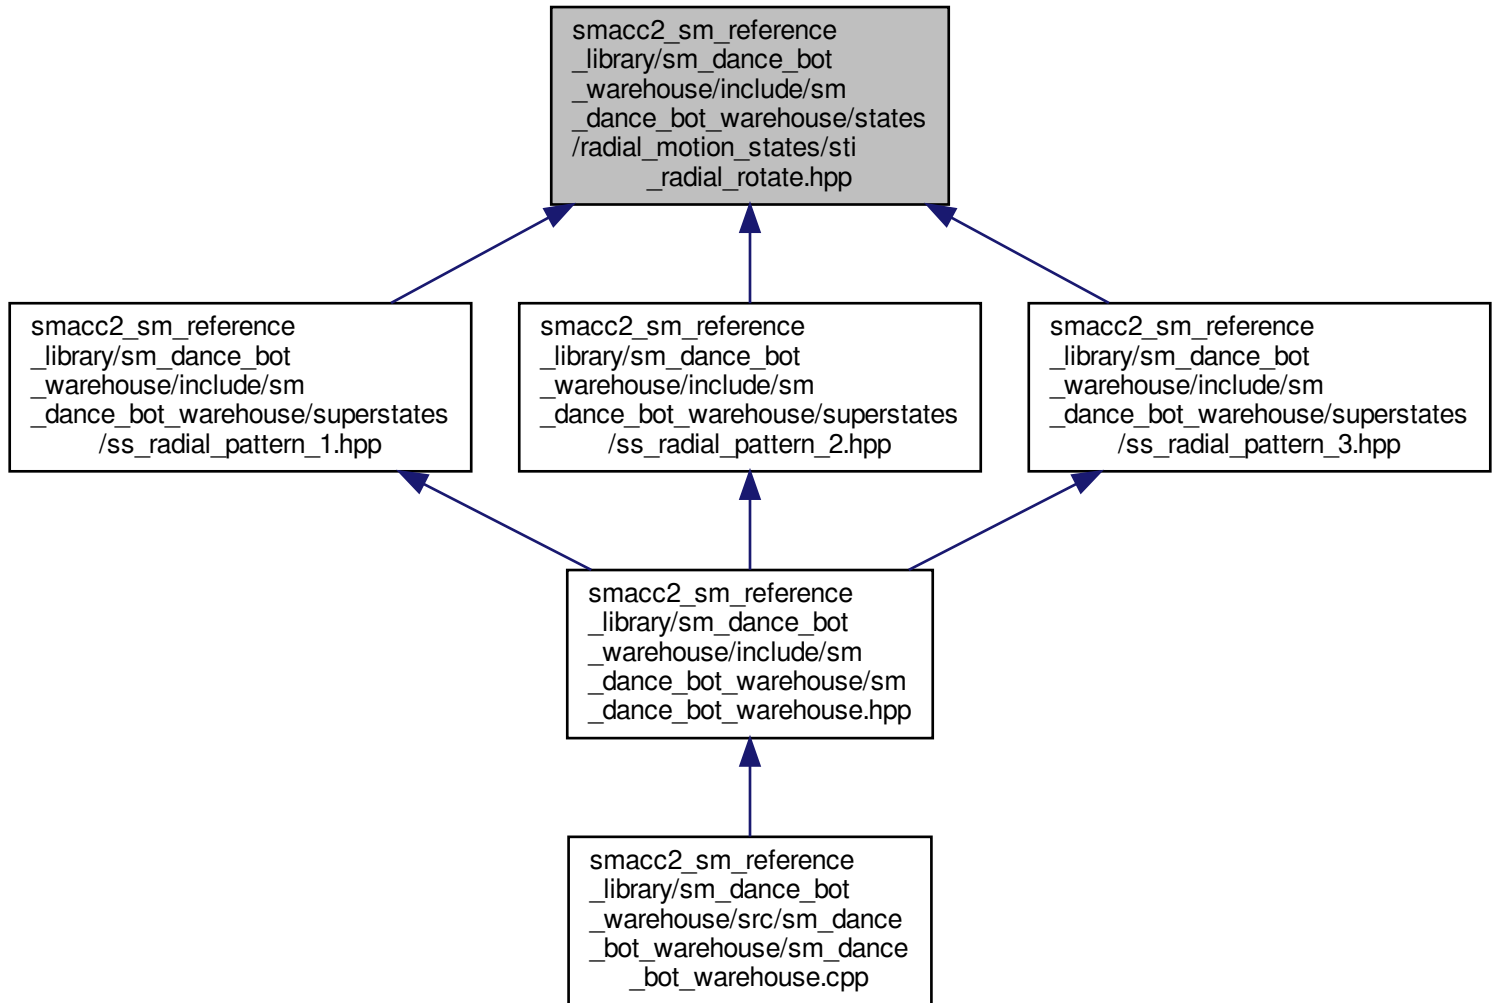 smacc2_sm_reference
_library/sm_dance_bot
_warehouse/include/sm
_dance_bot_warehouse/states
/radial_motion_states/sti
_radial_rotate.hpp
smacc2_sm_reference
_library/sm_dance_bot
_warehouse/include/sm
_dance_bot_warehouse/superstates
/ss_radial_pattern_1.hpp
smacc2_sm_reference
_library/sm_dance_bot
_warehouse/include/sm
_dance_bot_warehouse/superstates
/ss_radial_pattern_2.hpp
smacc2_sm_reference
_library/sm_dance_bot
_warehouse/include/sm
_dance_bot_warehouse/superstates
/ss_radial_pattern_3.hpp
smacc2_sm_reference
_library/sm_dance_bot
_warehouse/include/sm
_dance_bot_warehouse/sm
_dance_bot_warehouse.hpp
smacc2_sm_reference
_library/sm_dance_bot
_warehouse/src/sm_dance
_bot_warehouse/sm_dance
_bot_warehouse.cpp